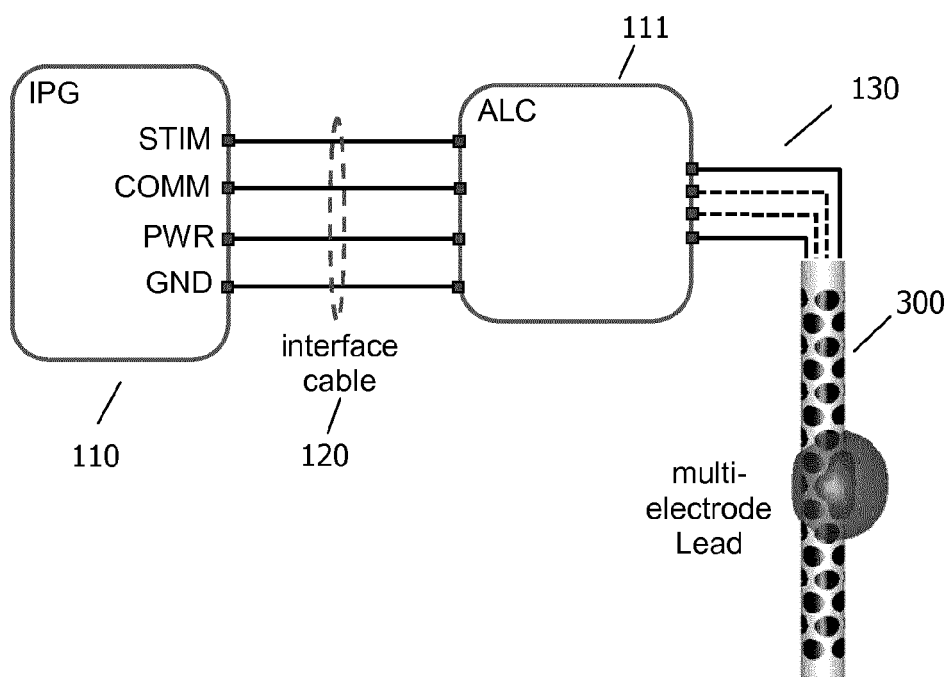 111
130
IPG
ALC
STIM
COMM
PWR
GND
300
interface
cable
110
120
multi-
electrode
Lead